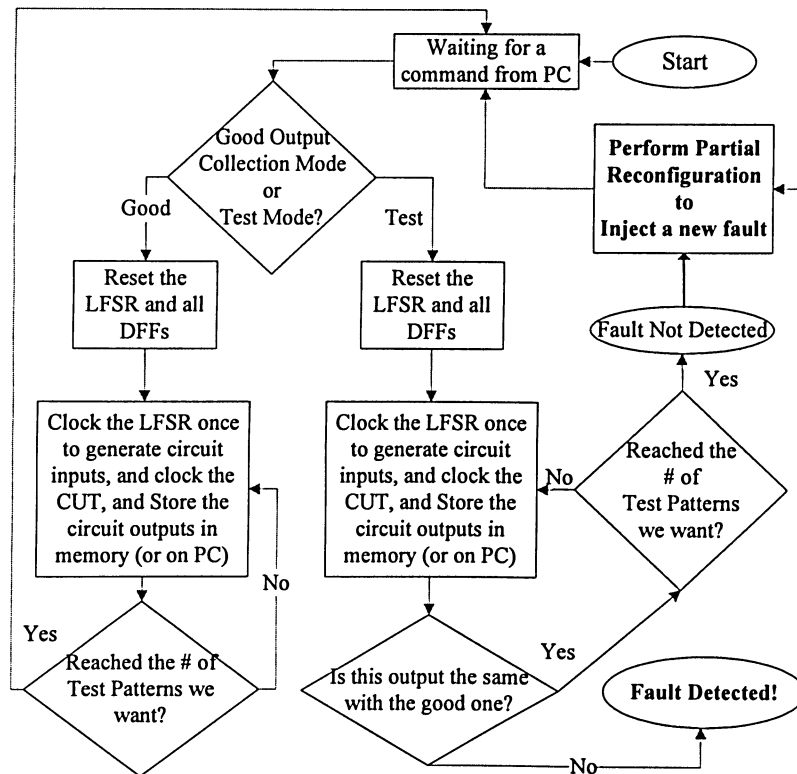 Waiting for a
command from PC
Start
Good Output
Collection Mode
or
Test Mode?
Good
Test
Perform Partial
Reconfiguration
to
Inject a new fault
Reset the
LFSR and all
DFFs
Reset the
LFSR and all
DFFs
Fault Not Detected
Yes
Clock the LFSR once
to generate circuit
inputs, and clock the
CUT, and Store the
circuit outputs in
memory (or on PC)
No
Clock the LFSR once
to generate circuit
inputs, and clock the
CUT, and Store the
circuit outputs in
memory (or on PC)
No
Reached the
# of
Test Patterns
we want?
Yes
Reached the # of
Test Patterns we
want?
Is this output the same
with the good one?
Yes
Fault Detected!
No